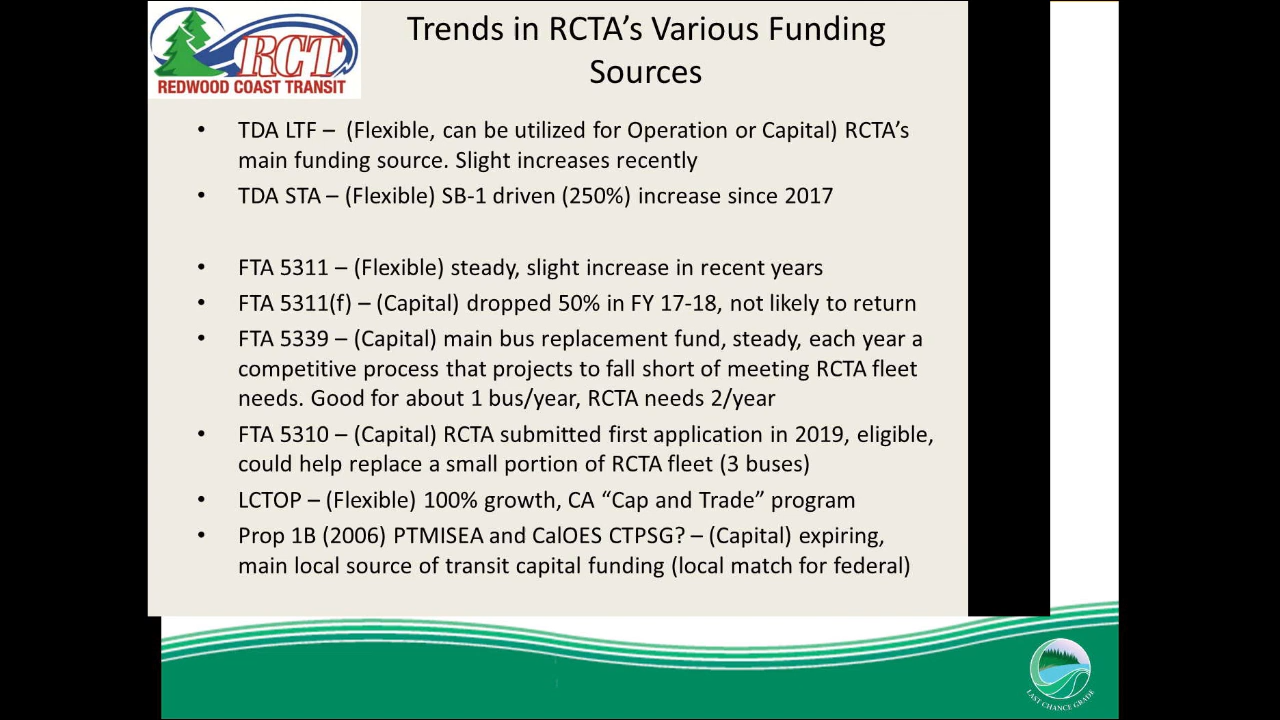 RCT
REDWOOD COAST TRANSIT
Trends in RCTA’s Various Funding
Sources
• TDA LTF – (Flexible, can be utilized for Operation or Capital) RCTA’s
main funding source. Slight increases recently
• TDA STA – (Flexible) SB-1 driven (250%) increase since 2017
• FTA 5311 – (Flexible) steady, slight increase in recent years
• FTA 5311(f) – (Capital) dropped 50% in FY 17-18, not likely to return
• FTA 5339 – (Capital) main bus replacement fund, steady, each year a
competitive process that projects to fall short of meeting RCTA fleet
needs. Good for about 1 bus/year, RCTA needs 2/year
• FTA 5310 – (Capital) RCTA submitted first application in 2019, eligible,
could help replace a small portion of RCTA fleet (3 buses)
• LCTOP – (Flexible) 100% growth, CA “Cap and Trade” program
• Prop 1B (2006) PTMISEA and CalOES CTPSG? – (Capital) expiring,
main local source of transit capital funding (local match for federal)
LAST CHANCE GRADE